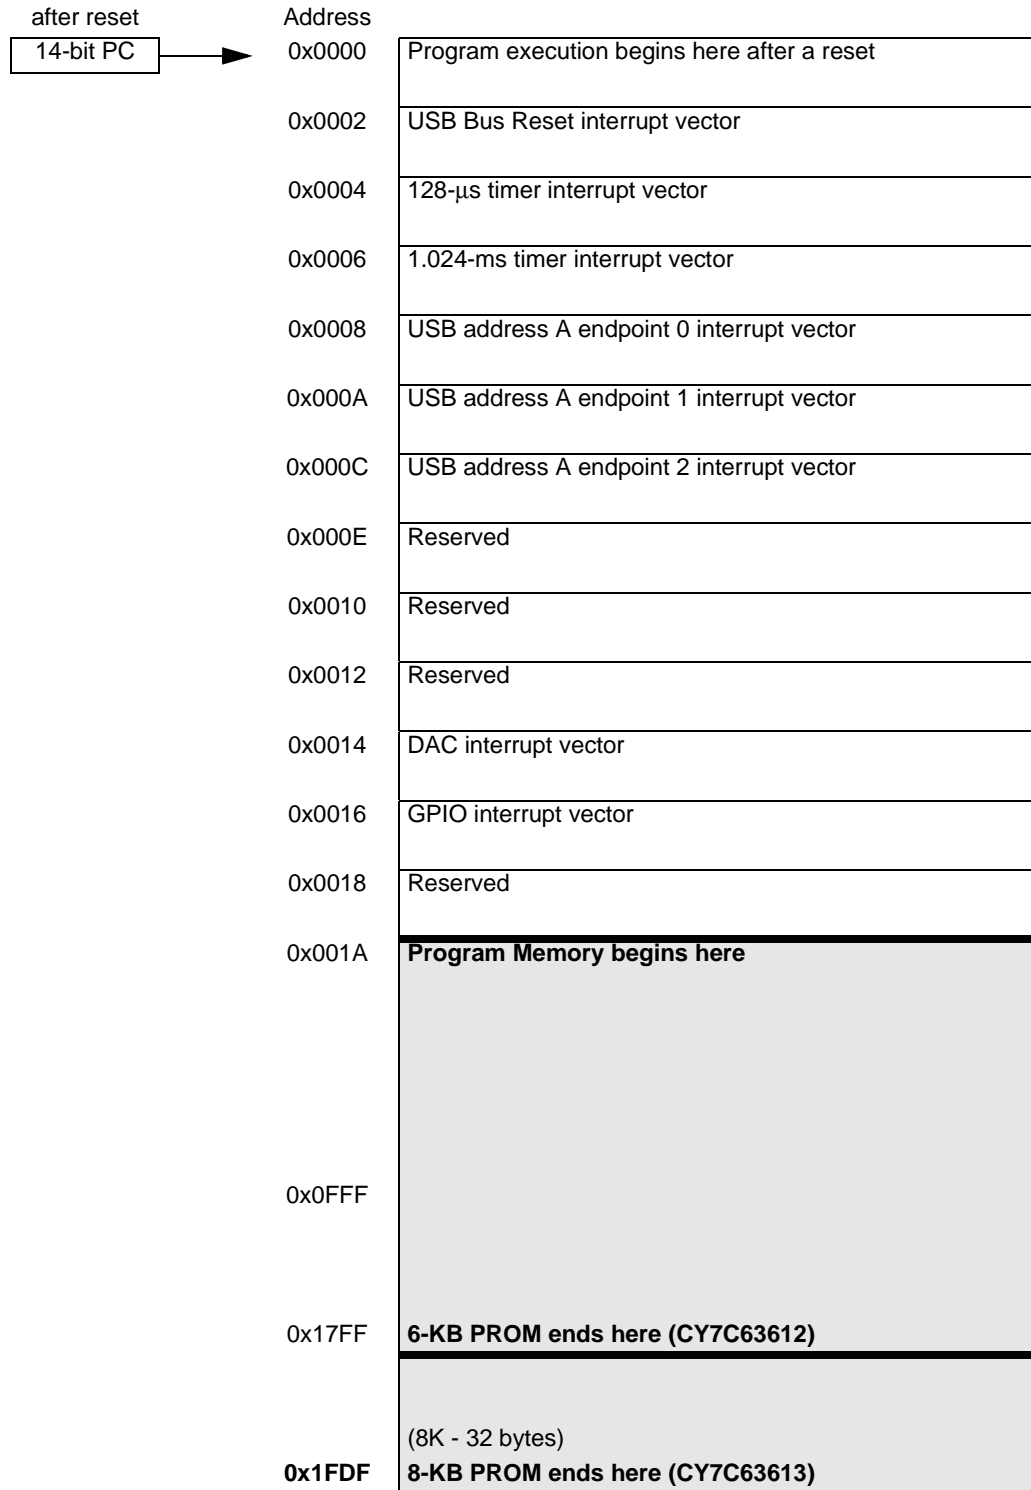 after reset Address
14-bit PC 0x0000 Program execution begins here after a reset
0x0002 USB Bus Reset interrupt vector
0x0004 128-μs timer interrupt vector
0x0006 1.024-ms timer interrupt vector
0x0008 USB address A endpoint 0 interrupt vector
0x000A USB address A endpoint 1 interrupt vector
0x000C USB address A endpoint 2 interrupt vector
0x000E Reserved
0x0010 Reserved
0x0012 Reserved
0x0014 DAC interrupt vector
0x0016 GPIO interrupt vector
0x0018 Reserved
0x001A Program Memory begins here
0x0FFF
0x17FF 6-KB PROM ends here (CY7C63612)
(8K - 32 bytes)
0x1FDF 8-KB PROM ends here (CY7C63613)